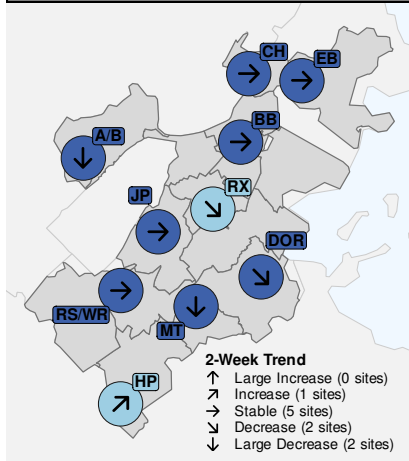 CH
EB
BB
A/B
RX
JP
DOR
RS/WR
MT
HP
2-Week Trend
↑ Large Increase (0 sites)
↗ Increase (1 sites)
→ Stable (5 sites)
↘ Decrease (2 sites)
↓ Large Decrease (2 sites)